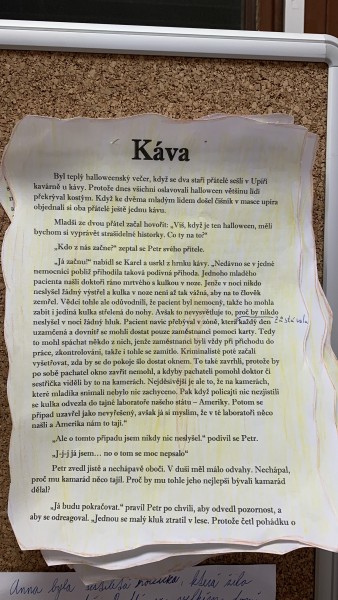 Káva
Byl teplý halloweenský večer, když se dva staří přátelé sešli v Upíří
kavárně u kávy. Protože dnes všichni oslavovali halloween většinu lidí
překrýval kostým. Když ke dvěma mladým lidem došel číšník v masce upíra
objednali si oba přátelé ještě jednu kávu.
Mladší ze dvou přátel začal hovořit: „Víš, když je ten halloween, měli
bychom si vyprávět strašidelné historky. Co ty na to?“
„Kdo z nás začne?“ zeptal se Petr svého přítele.
„Já začnu!“ nabídl se Karel a usrkl z hrnku kávy. „Nedávno se v jedné
nemocnici poblíž přihodila taková podivná příhoda. Jednoho mladého
pacienta našli doktoři ráno mrtvého s kulkou v noze. Jenže v noci nikdo
neslyšel žádný výstřel a kulka v noze není až tak vážná, aby na to člověk
zemřel. Vědci tohle ale odůvodnili, že pacient byl nemocný, takže ho mohla
zabít i jediná kulka střelená do nohy. Avšak to nevysvětluje to, proč by nikdo
neslyšel v noci žádný hluk. Pacient navíc přebýval v zóně, která každý den
uzamčená a dovnitř se mohli dostat pouze zaměstnanci pomocí karty. Tedy
to mohl spáchat někdo z nich, jenže zaměstnanci byli vždy při příchodu do
práce, zkontrolováni, takže i tohle se zamítlo. Kriminalisté poté začali
vyšetřovat, zda by se do pokoje šlo dostat oknem. To také zavrhli, protože by
po sobě pachatel okno zavřít nemohl, a kdyby pachateli pomohl doktor či
sestřička viděli by to na kamerách. Nejděsivější je ale to, že na kamerách,
které mladíka snímali nebylo nic zachyceno. Pak když policajti nic nezjistili
se kulka odvezla do tajné laboratoře našeho státu – Ameriky. Potom se
případ uzavřel jako nevyřešený, avšak já si myslím, že v té laboratoři něco
našli a Amerika nám to tají.“
„Ale o tomto případu jsem nikdy nic neslyšel.“ podivil se Petr.
„J-j-j já jsem… no o tom se moc nepsalo“
Petr zvedl jistě a nechápavě obočí. V duši měl málo odvahy. Nechápal,
proč mu kamarád něco tajil. Proč by mu tohle jeho nejlepší bývalí kamarád
dělal?
„Já budu pokračovat.“ pravil Petr po chvíli, aby odvedl pozornost, a
aby se odreagoval. „Jednou se malý kluk ztratil v lese. Protože četl pohádku o
Anna byla